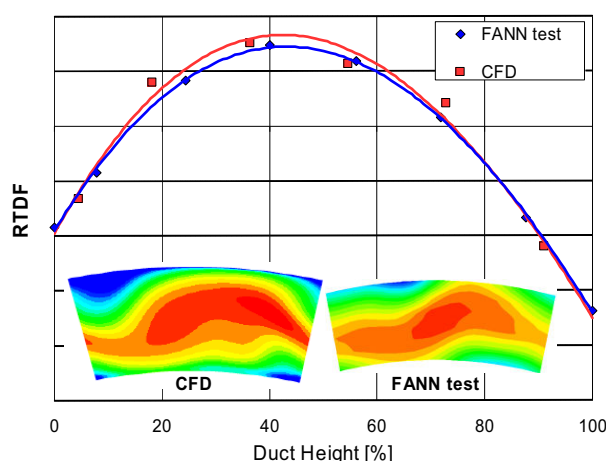 FANN test
CFD
RTDF
CFD
FANN test
0 20 40 60 80 100
Duct Height [%]